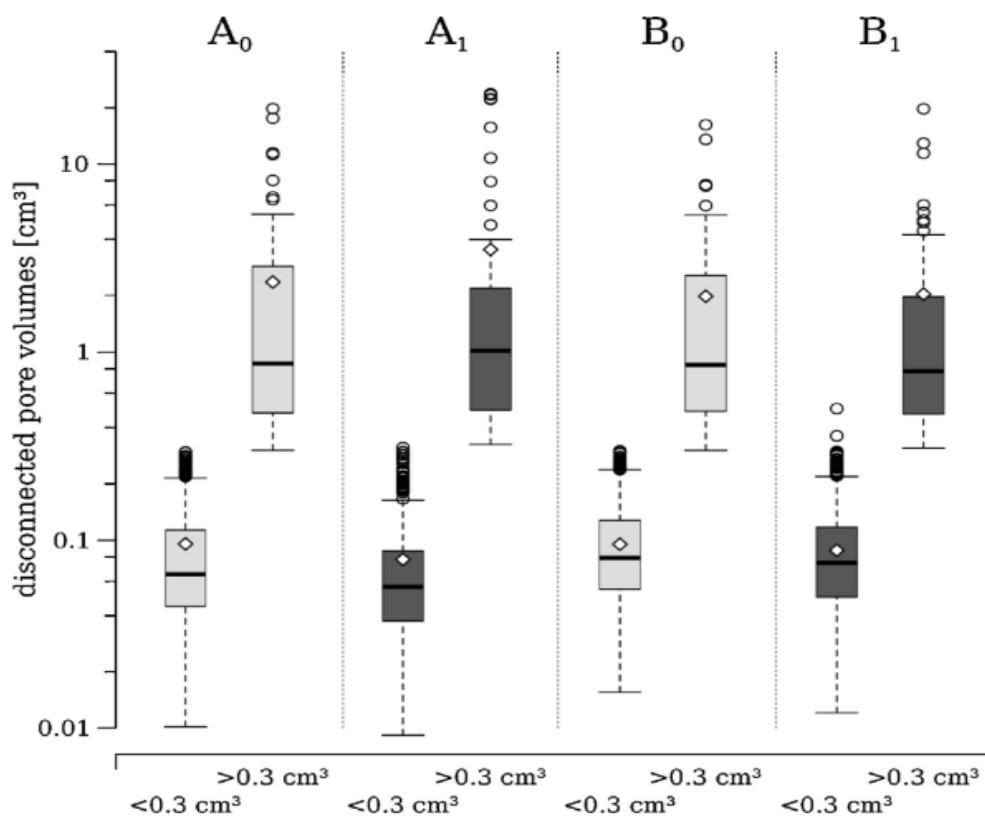 A₀ A₁ B₀ B₁
disconnected pore volumes [cm³]
10
1
0.1
0.01
>0.3 cm³ >0.3 cm³ >0.3 cm³ >0.3 cm³
<0.3 cm³ <0.3 cm³ <0.3 cm³ <0.3 cm³